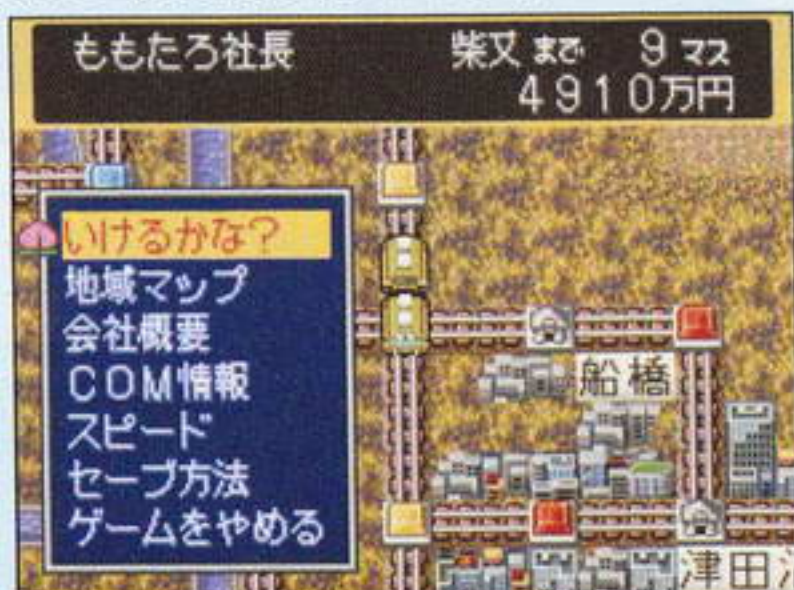 ももたろ社長　柴又まで　9マス
4910万円
いけるかな？
地域マップ
会社概要
COM情報
スピード
セーブ方法
ゲームをやめる
船橋
津田